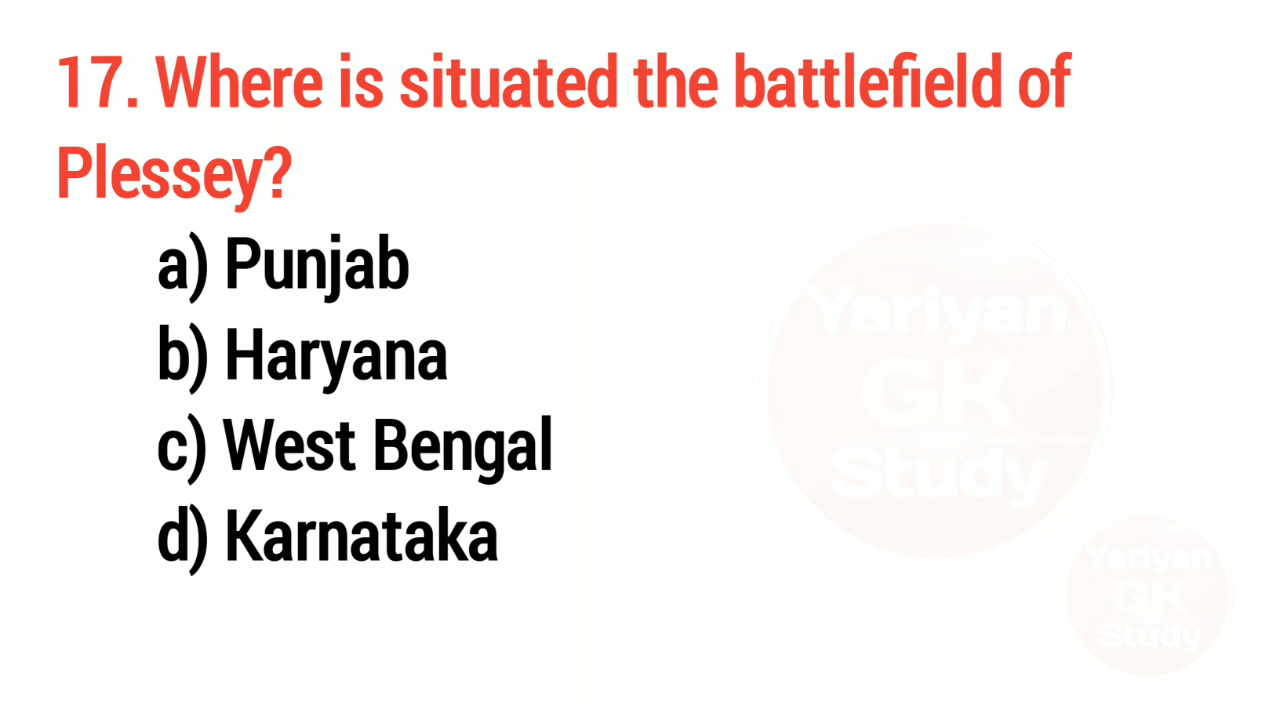 17. Where is situated the battlefield of
Plessey?
a) Punjab
b) Haryana
c) West Bengal
d) Karnataka
Yariyan
GK
Study
Yariyan
GK
Study